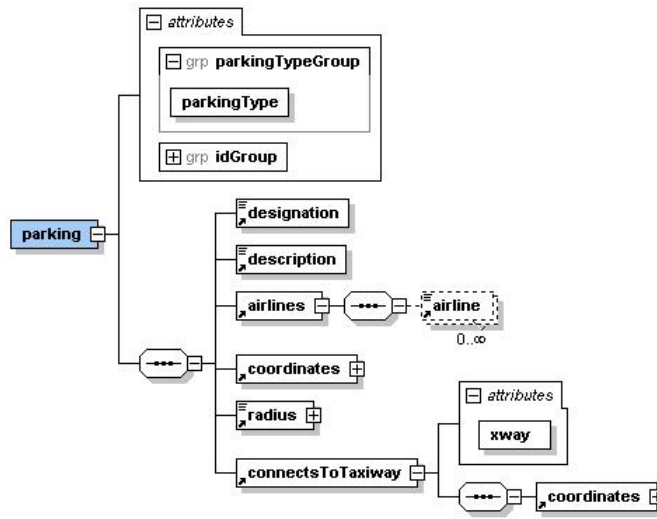 attributes
grp parkingTypeGroup
parkingType
grp idGroup
parking
designation
description
airlines
airline
0..∞
coordinates
radius
connectsToTaxiway
attributes
xway
coordinates